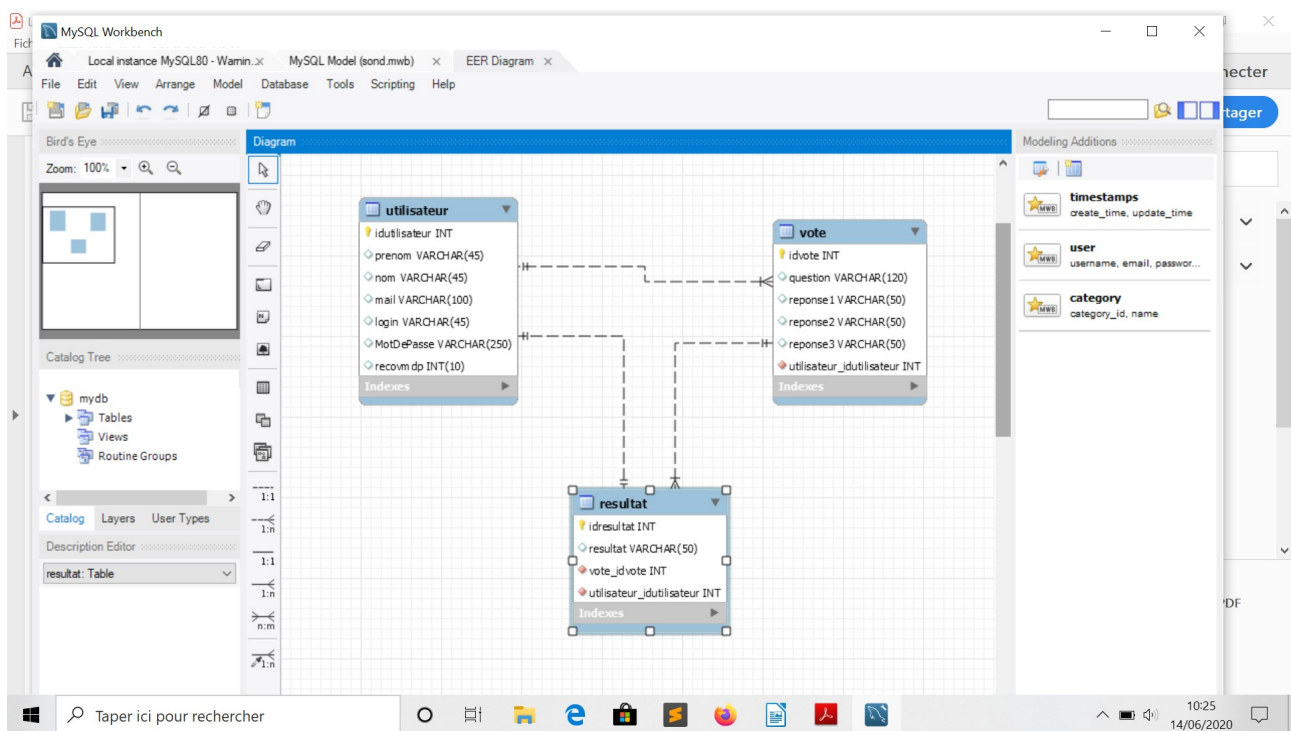 MySQL Workbench
Fich
Local instance MySQL80 - Warnin...
MySQL Model (sond.mwb)
EER Diagram
File Edit View Arrange Model Database Tools Scripting Help
necter
rtager
Bird's Eye
Zoom: 100%
Diagram
Modeling Additions
timestamps
create_time, update_time
user
username, email, passwor...
category
category_id, name
utilisateur
idutilisateur INT
prenom VARCHAR(45)
nom VARCHAR(45)
mail VARCHAR(100)
login VARCHAR(45)
MotDePasse VARCHAR(250)
recovmdp INT(10)
Indexes
vote
idvote INT
question VARCHAR(120)
reponse1 VARCHAR(50)
reponse2 VARCHAR(50)
reponse3 VARCHAR(50)
utilisateur_idutilisateur INT
Indexes
Catalog Tree
mydb
Tables
Views
Routine Groups
Catalog Layers User Types
Description Editor
resultat: Table
1:1
1:n
1:1
1:n
n:m
1:n
resultat
idresultat INT
resultat VARCHAR(50)
vote_idvote INT
utilisateur_idutilisateur INT
Indexes
PDF
Taper ici pour rechercher
10:25
14/06/2020